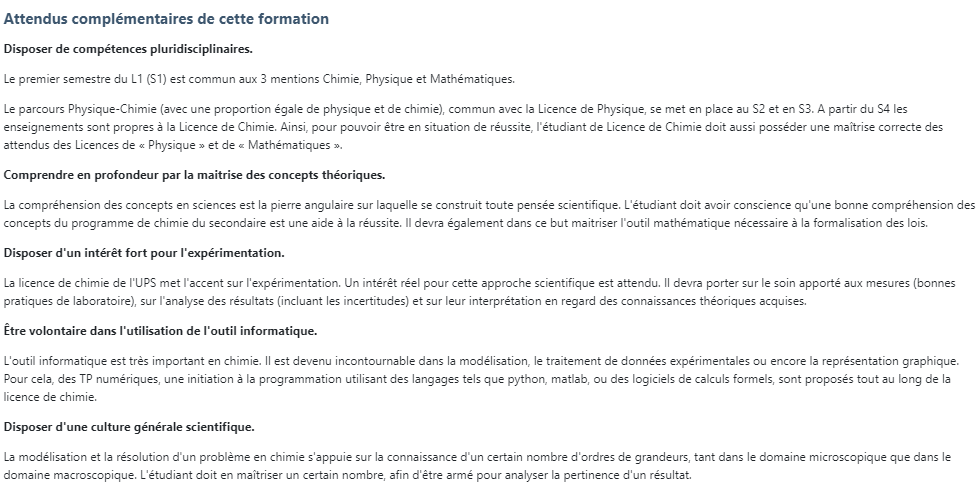 Attendus complémentaires de cette formation
Disposer de compétences pluridisciplinaires.
Le premier semestre du L1 (S1) est commun aux 3 mentions Chimie, Physique et Mathématiques.
Le parcours Physique-Chimie (avec une proportion égale de physique et de chimie), commun avec la Licence de Physique, se met en place au S2 et en S3. A partir du S4 les
enseignements sont propres à la Licence de Chimie. Ainsi, pour pouvoir être en situation de réussite, l'étudiant de Licence de Chimie doit aussi posséder une maîtrise correcte des
attendus des Licences de « Physique » et de « Mathématiques ».
Comprendre en profondeur par la maitrise des concepts théoriques.
La compréhension des concepts en sciences est la pierre angulaire sur laquelle se construit toute pensée scientifique. L'étudiant doit avoir conscience qu'une bonne compréhension des
concepts du programme de chimie du secondaire est une aide à la réussite. Il devra également dans ce but maitriser l'outil mathématique nécessaire à la formalisation des lois.
Disposer d'un intérêt fort pour l'expérimentation.
La licence de chimie de l'UPS met l'accent sur l'expérimentation. Un intérêt réel pour cette approche scientifique est attendu. Il devra porter sur le soin apporté aux mesures (bonnes
pratiques de laboratoire), sur l'analyse des résultats (incluant les incertitudes) et sur leur interprétation en regard des connaissances théoriques acquises.
Être volontaire dans l'utilisation de l'outil informatique.
L'outil informatique est très important en chimie. Il est devenu incontournable dans la modélisation, le traitement de données expérimentales ou encore la représentation graphique.
Pour cela, des TP numériques, une initiation à la programmation utilisant des langages tels que python, matlab, ou des logiciels de calculs formels, sont proposés tout au long de la
licence de chimie.
Disposer d'une culture générale scientifique.
La modélisation et la résolution d'un problème en chimie s'appuie sur la connaissance d'un certain nombre d'ordres de grandeurs, tant dans le domaine microscopique que dans le
domaine macroscopique. L'étudiant doit en maîtriser un certain nombre, afin d'être armé pour analyser la pertinence d'un résultat.